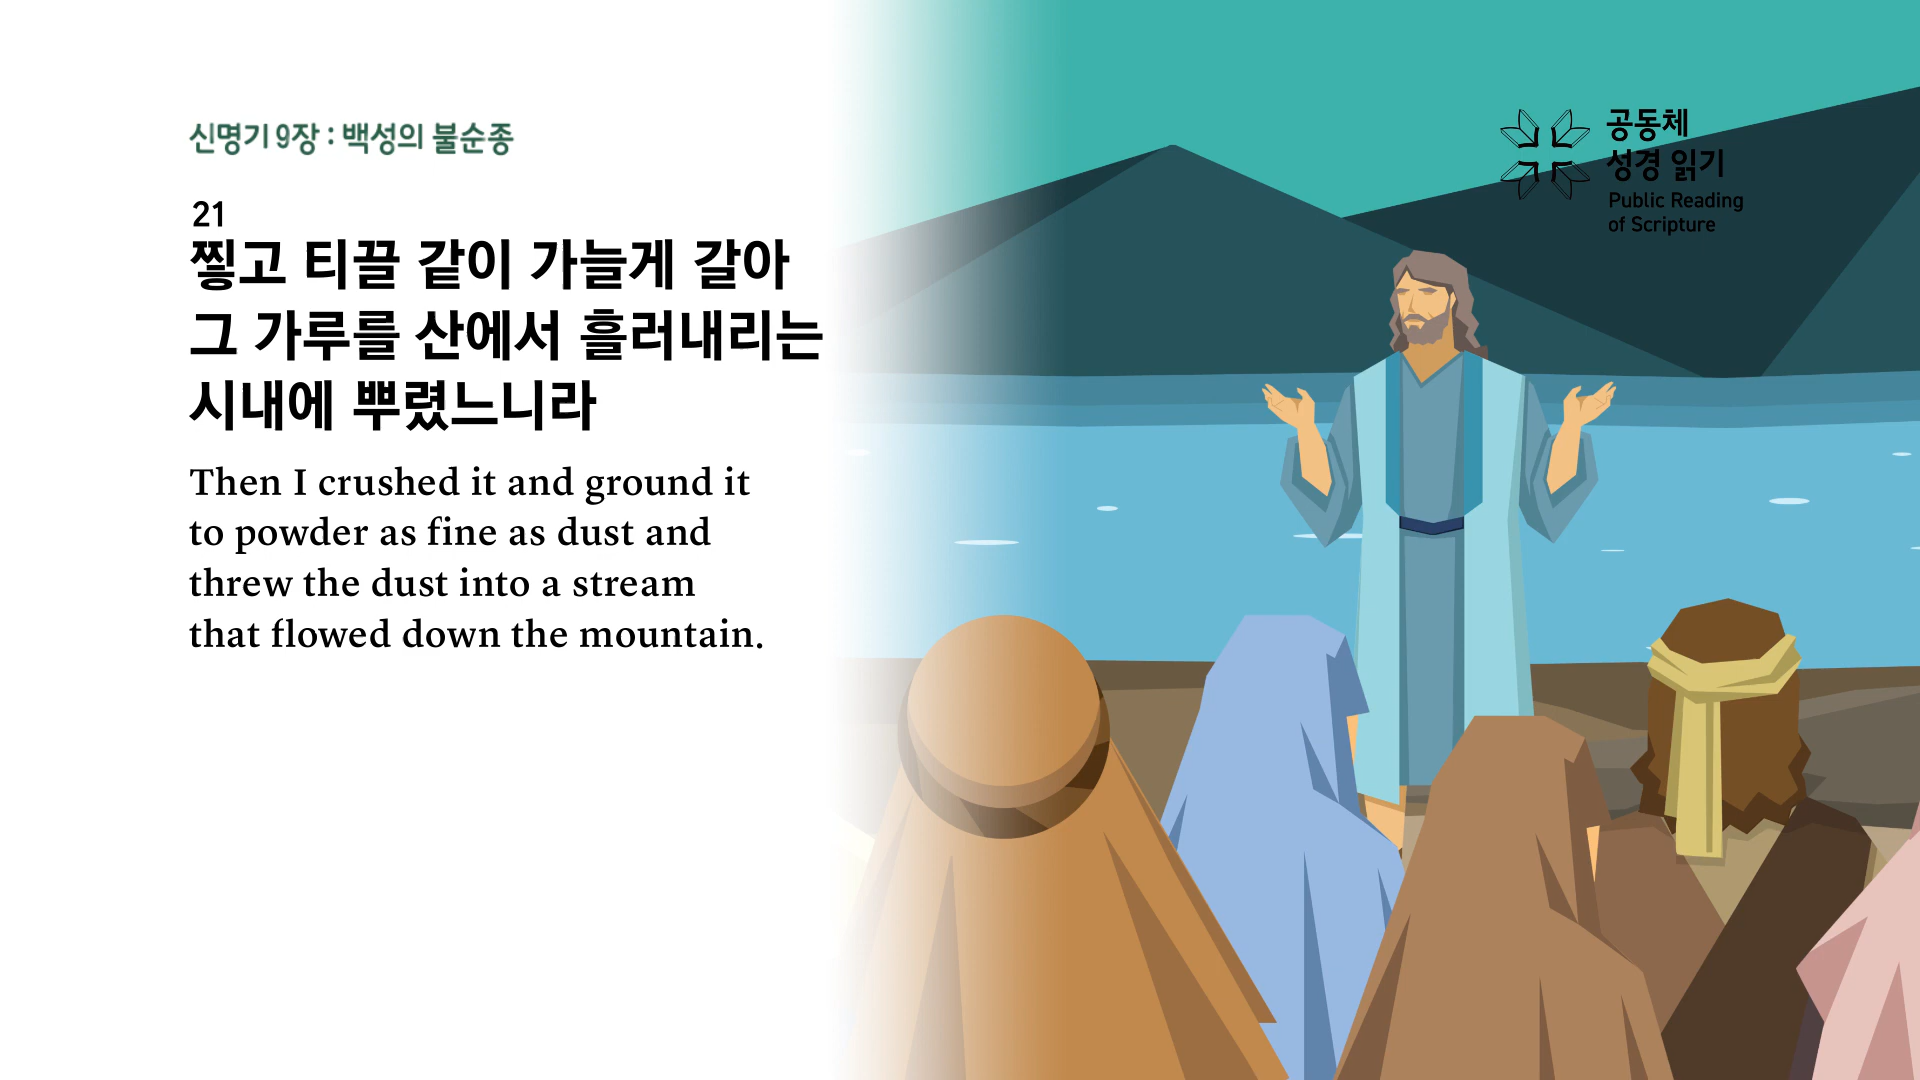 신명기 9장 : 백성의 불순종
21
찧고 티끌 같이 가늘게 갈아
그 가루를 산에서 흘러내리는
시내에 뿌렸느니라
Then I crushed it and ground it
to powder as fine as dust and
threw the dust into a stream
that flowed down the mountain.
공동체
성경 읽기
Public Reading
of Scripture